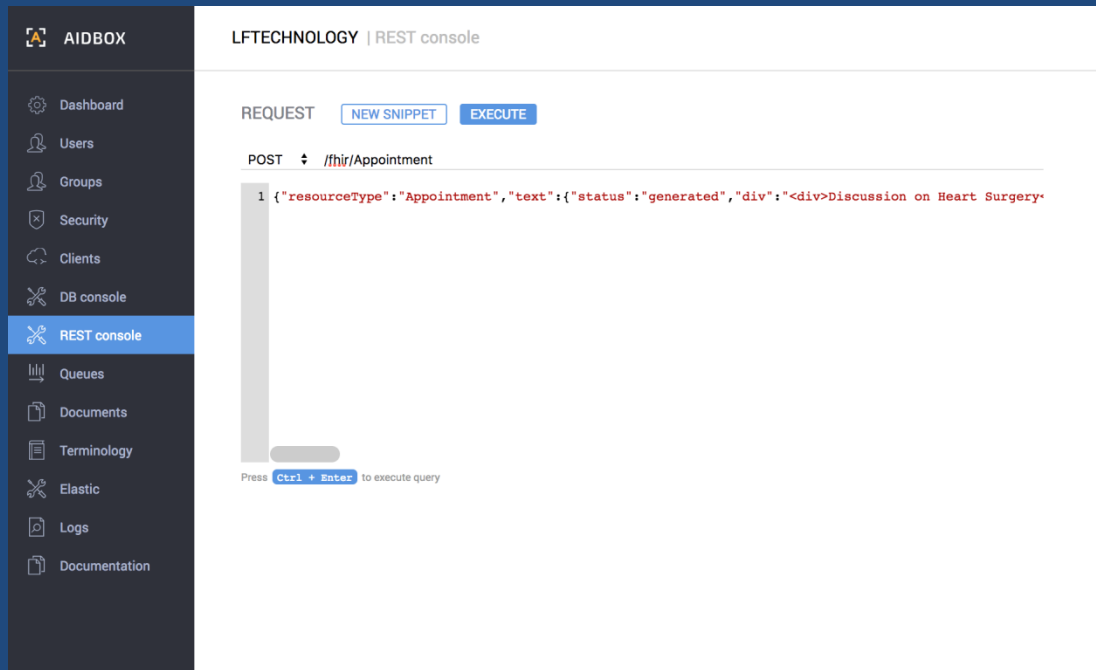 AIDBOX
LFTECHNOLOGY | REST console
Dashboard
Users
Groups
Security
Clients
DB console
REST console
Queues
Documents
Terminology
Elastic
Logs
Documentation
REQUEST NEW SNIPPET EXECUTE
POST /fhir/Appointment
1 {"resourceType":"Appointment","text":{"status":"generated","div":"<div>Discussion on Heart Surgery<
Press Ctrl + Enter to execute query